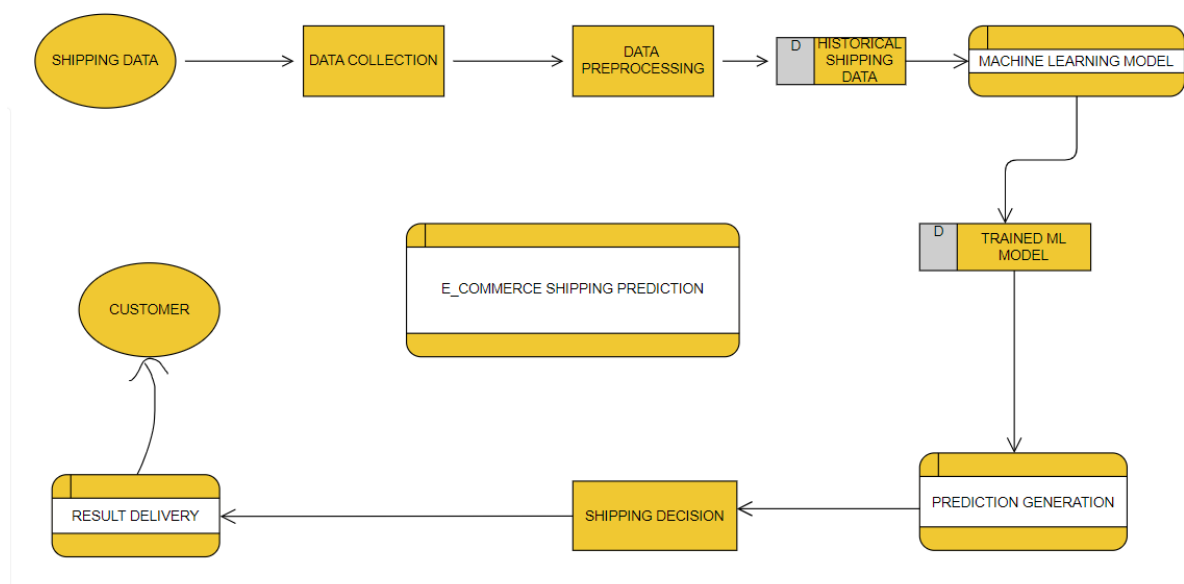 SHIPPING DATA
DATA COLLECTION
DATA
PREPROCESSING
D
HISTORICAL
SHIPPING
DATA
MACHINE LEARNING MODEL
D
TRAINED ML
MODEL
E_COMMERCE SHIPPING PREDICTION
CUSTOMER
RESULT DELIVERY
SHIPPING DECISION
PREDICTION GENERATION